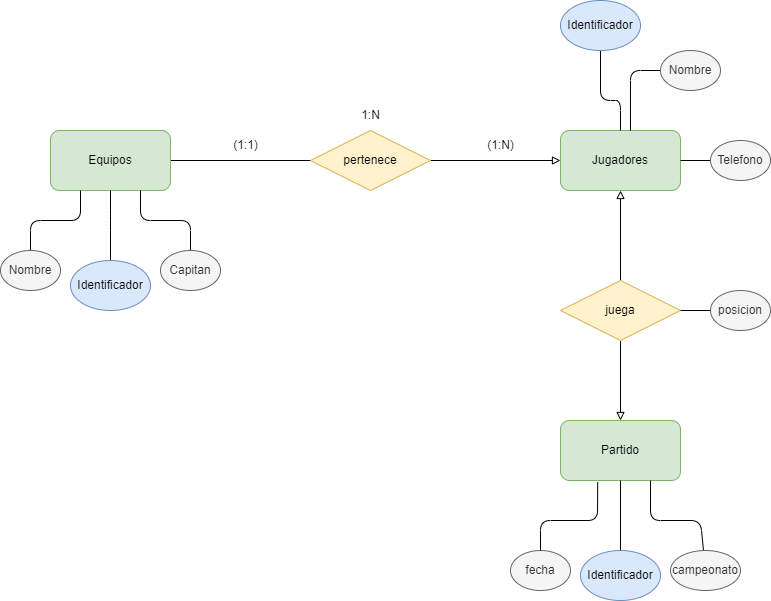 Identificador
Nombre
1:N
(1:1)
(1:N)
Equipos
pertenece
Jugadores
Telefono
Nombre
Identificador
Capitan
juega
posicion
Partido
fecha
Identificador
campeonato